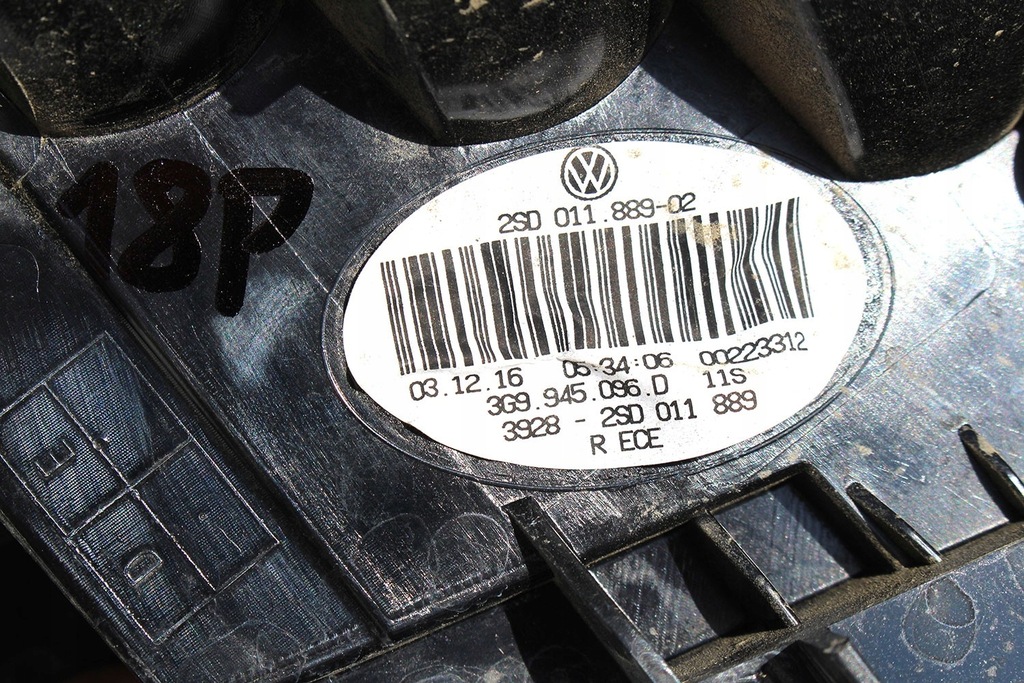 18P
2SD 011.889-02
03.12.16 06:34:06 00223312
3G9.945.096.D 11S
3928 - 2SD 011 889
R ECE
E
D